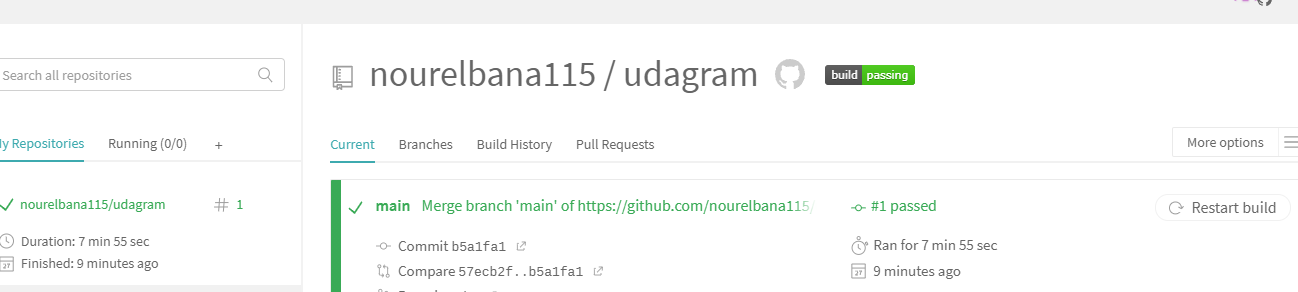 Search all repositories
nourelbana115 / udagram
build passing
My Repositories
Running (0/0)
+
Current
Branches
Build History
Pull Requests
More options
nourelbana115/udagram
# 1
Duration: 7 min 55 sec
Finished: 9 minutes ago
main Merge branch 'main' of https://github.com/nourelbana115/
#1 passed
Restart build
Commit b5a1fa1
Ran for 7 min 55 sec
Compare 57ecb2f..b5a1fa1
9 minutes ago